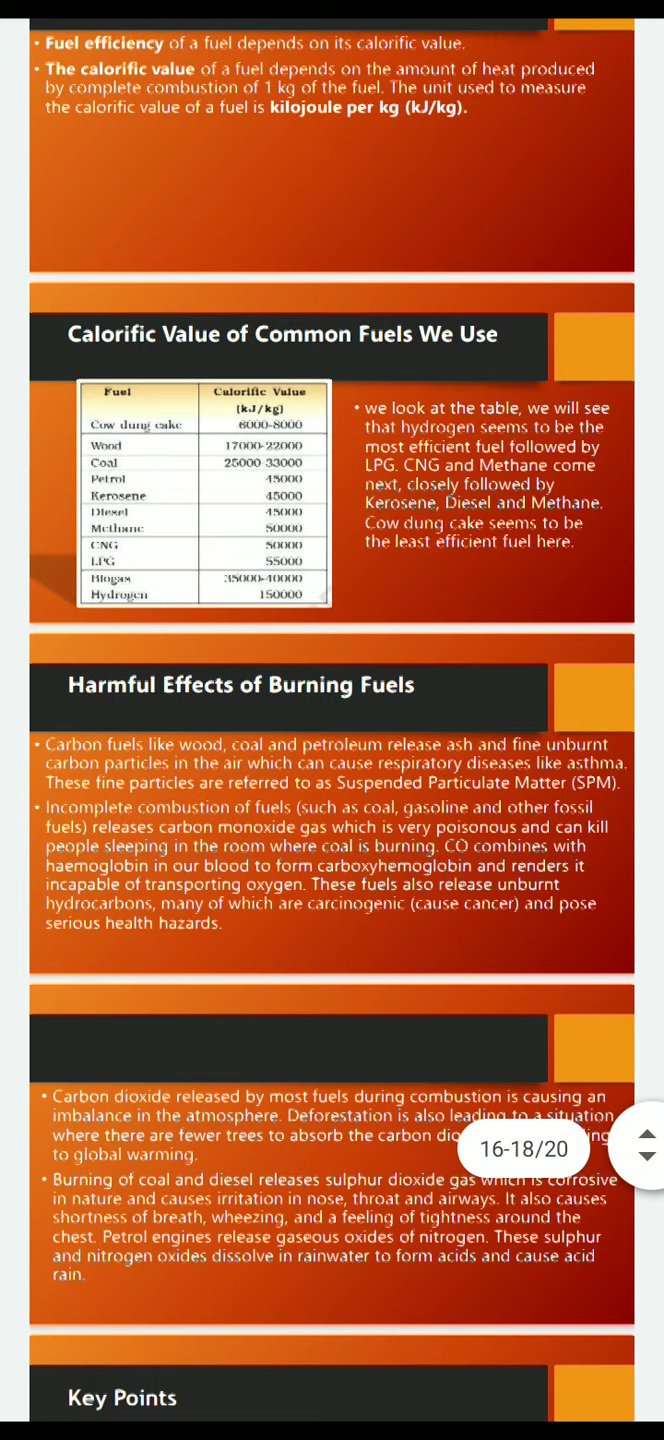 • Fuel efficiency of a fuel depends on its calorific value.
• The calorific value of a fuel depends on the amount of heat produced
by complete combustion of 1 kg of the fuel. The unit used to measure
the calorific value of a fuel is kilojoule per kg (kJ/kg).
Calorific Value of Common Fuels We Use
Fuel Calorific Value
(kJ/kg)
Cow dung cake 6000-8000
Wood 17000-22000
Coal 25000-33000
Petrol 45000
Kerosene 45000
Diesel 45000
Methane 50000
CNG 50000
LPG 55000
Biogas 35000-40000
Hydrogen 150000
• we look at the table, we will see
that hydrogen seems to be the
most efficient fuel followed by
LPG. CNG and Methane come
next, closely followed by
Kerosene, Diesel and Methane.
Cow dung cake seems to be
the least efficient fuel here.
Harmful Effects of Burning Fuels
• Carbon fuels like wood, coal and petroleum release ash and fine unburnt
carbon particles in the air which can cause respiratory diseases like asthma.
These fine particles are referred to as Suspended Particulate Matter (SPM).
• Incomplete combustion of fuels (such as coal, gasoline and other fossil
fuels) releases carbon monoxide gas which is very poisonous and can kill
people sleeping in the room where coal is burning. CO combines with
haemoglobin in our blood to form carboxyhemoglobin and renders it
incapable of transporting oxygen. These fuels also release unburnt
hydrocarbons, many of which are carcinogenic (cause cancer) and pose
serious health hazards.
• Carbon dioxide released by most fuels during combustion is causing an
imbalance in the atmosphere. Deforestation is also leading to a situation
where there are fewer trees to absorb the carbon
to global warming.
16-18/20
• Burning of coal and diesel releases sulphur dioxide gas which is corrosive
in nature and causes irritation in nose, throat and airways. It also causes
shortness of breath, wheezing, and a feeling of tightness around the
chest. Petrol engines release gaseous oxides of nitrogen. These sulphur
and nitrogen oxides dissolve in rainwater to form acids and cause acid
rain.
Key Points